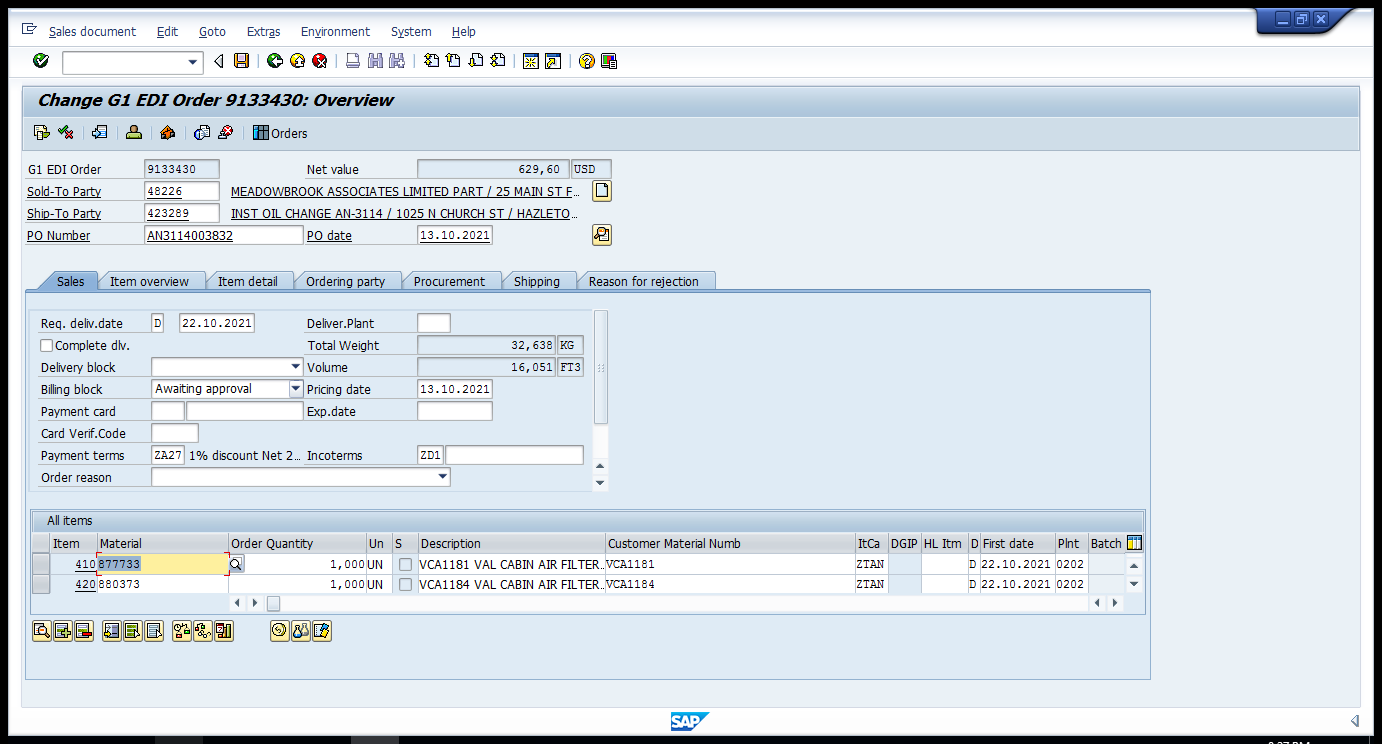 Sales document Edit Goto Extras Environment System Help
Change G1 EDI Order 9133430: Overview
Orders
G1 EDI Order 9133430 Net value 629,60 USD
Sold-To Party 48226 MEADOWBROOK ASSOCIATES LIMITED PART / 25 MAIN ST F...
Ship-To Party 423289 INST OIL CHANGE AN-3114 / 1025 N CHURCH ST / HAZLETO...
PO Number AN3114003832 PO date 13.10.2021
Sales Item overview Item detail Ordering party Procurement Shipping Reason for rejection
Req. deliv.date D 22.10.2021 Deliver.Plant
Complete dlv. Total Weight 32,638 KG
Delivery block Volume 16,051 FT3
Billing block Awaiting approval Pricing date 13.10.2021
Payment card Exp.date
Card Verif.Code
Payment terms ZA27 1% discount Net 2... Incoterms ZD1
Order reason
All items
Item Material Order Quantity Un S Description Customer Material Numb ItCa DGIP HL Itm D First date Plnt Batch
410 877733 1,000 UN VCA1181 VAL CABIN AIR FILTER... VCA1181 ZTAN D 22.10.2021 0202
420 880373 1,000 UN VCA1184 VAL CABIN AIR FILTER... VCA1184 ZTAN D 22.10.2021 0202
SAP